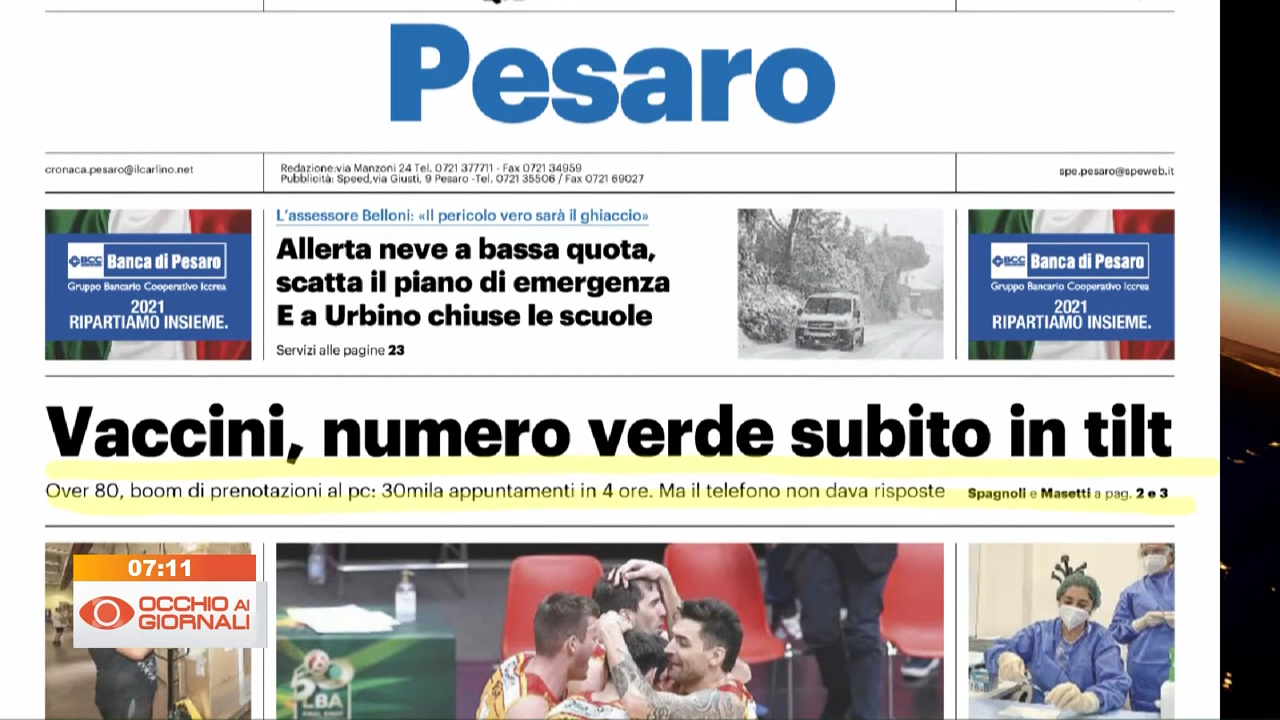 Pesaro
cronaca.pesaro@ilcarlino.net
Redazione:via Manzoni 24 Tel. 0721 377711 - Fax 0721 34959
Pubblicità: Speed,via Giusti, 9 Pesaro -Tel. 0721 35506 / Fax 0721 69027
spe.pesaro@speweb.it
BCC Banca di Pesaro
Gruppo Bancario Cooperativo Iccrea
2021
RIPARTIAMO INSIEME.
L'assessore Belloni: «Il pericolo vero sarà il ghiaccio»
Allerta neve a bassa quota,
scatta il piano di emergenza
E a Urbino chiuse le scuole
Servizi alle pagine 23
BCC Banca di Pesaro
Gruppo Bancario Cooperativo Iccrea
2021
RIPARTIAMO INSIEME.
Vaccini, numero verde subito in tilt
Over 80, boom di prenotazioni al pc: 30mila appuntamenti in 4 ore. Ma il telefono non dava risposte
Spagnoli e Masetti a pag. 2 e 3
07:11
OCCHIO AI
GIORNALI
LBA